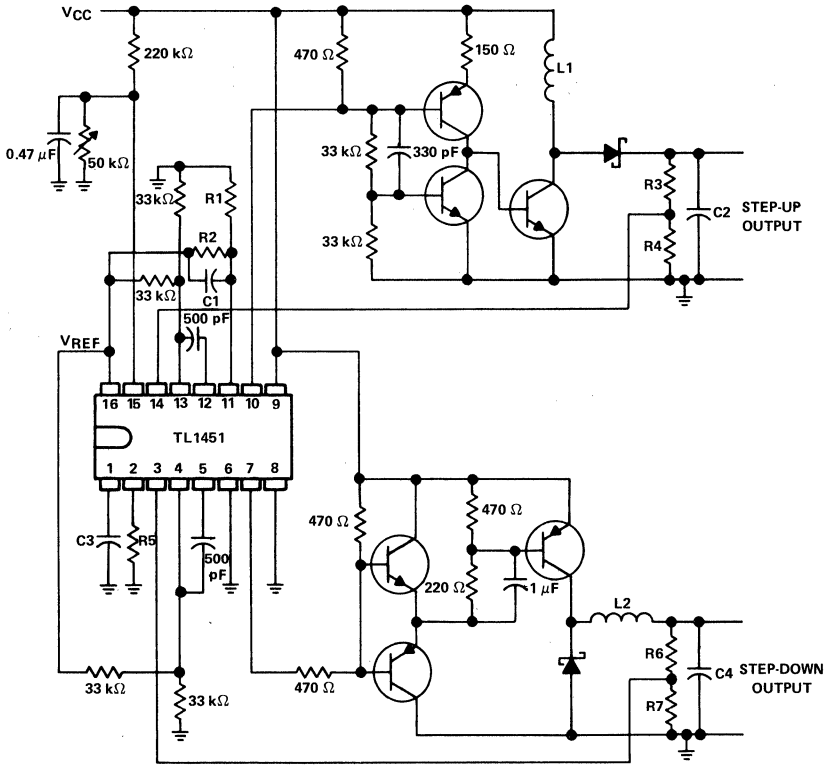 VCC
220 kΩ
470 Ω
150 Ω
L1
0.47 μF
50 kΩ
33 kΩ
330 pF
33kΩ
R1
R3
C2
STEP-UP
OUTPUT
R2
33 kΩ
R4
33 kΩ
C1
500 pF
VREF
16 15 14 13 12 11 10 9
TL1451
1 2 3 4 5 6 7 8
470 Ω
470 Ω
C3
R5
500
pF
220 Ω
1 μF
L2
R6
C4
STEP-DOWN
OUTPUT
33 kΩ
33 kΩ
470 Ω
R7